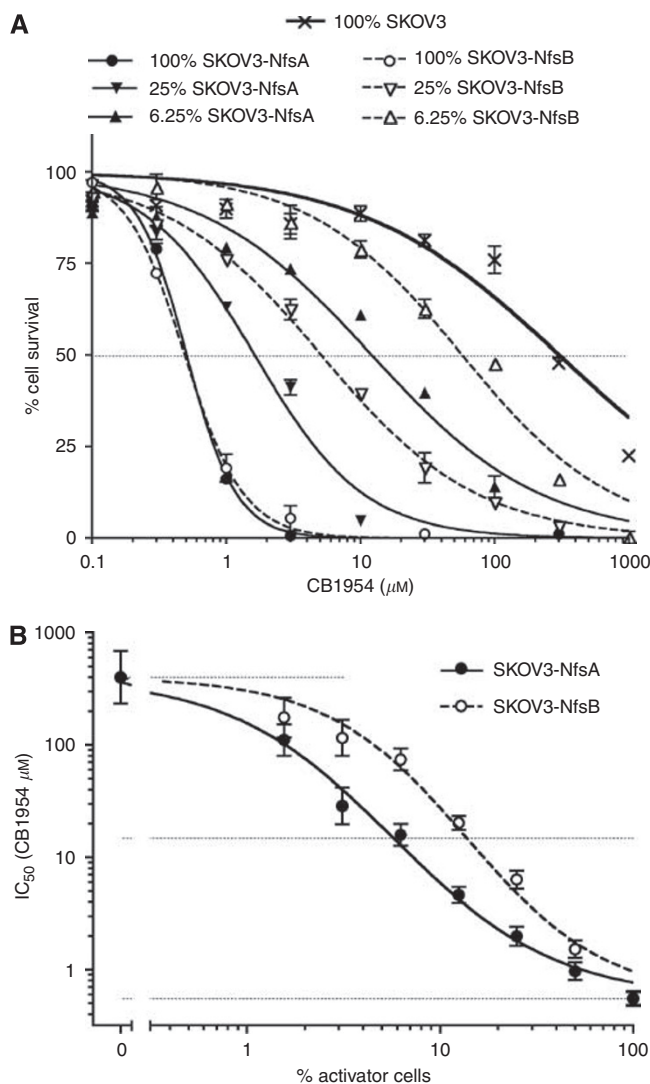 A
100% SKOV3
100% SKOV3-NfsA 100% SKOV3-NfsB
25% SKOV3-NfsA 25% SKOV3-NfsB
6.25% SKOV3-NfsA 6.25% SKOV3-NfsB
100
75
50
25
0
% cell survival
0.1 1 10 100 1000
CB1954 (μM)
B
1000
100
10
1
IC50 (CB1954 μM)
SKOV3-NfsA
SKOV3-NfsB
0 1 10 100
% activator cells